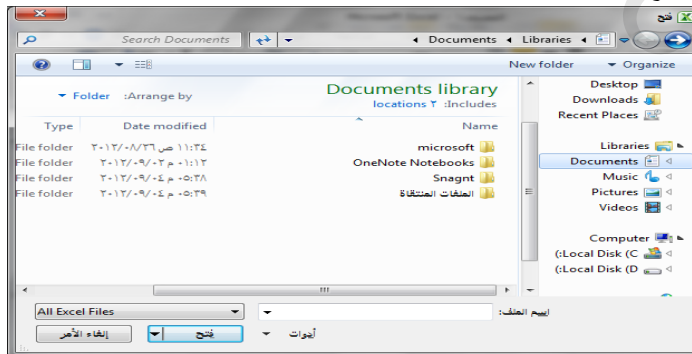 فتح
Libraries ◂ Documents ◂
Search Documents
Organize ▾ New folder
Desktop
Downloads
Recent Places
Libraries
Documents
Music
Pictures
Videos
Computer
Local Disk (C:)
Local Disk (D:)
Documents library
Includes: ٢ locations
Arrange by: Folder ▾
Name Date modified Type
microsoft ٢٠١٢/٠٨/٢٦ ص ١١:٣٤ File folder
OneNote Notebooks ٢٠١٢/٠٩/٠٢ م ٠١:١٢ File folder
Snagnt ٢٠١٢/٠٩/٠٤ م ٠٥:٣٨ File folder
الملفات المنتقاة ٢٠١٢/٠٩/٠٤ م ٠٥:٣٩ File folder
اسم الملف:
All Excel Files
أدوات فتح إلغاء الأمر